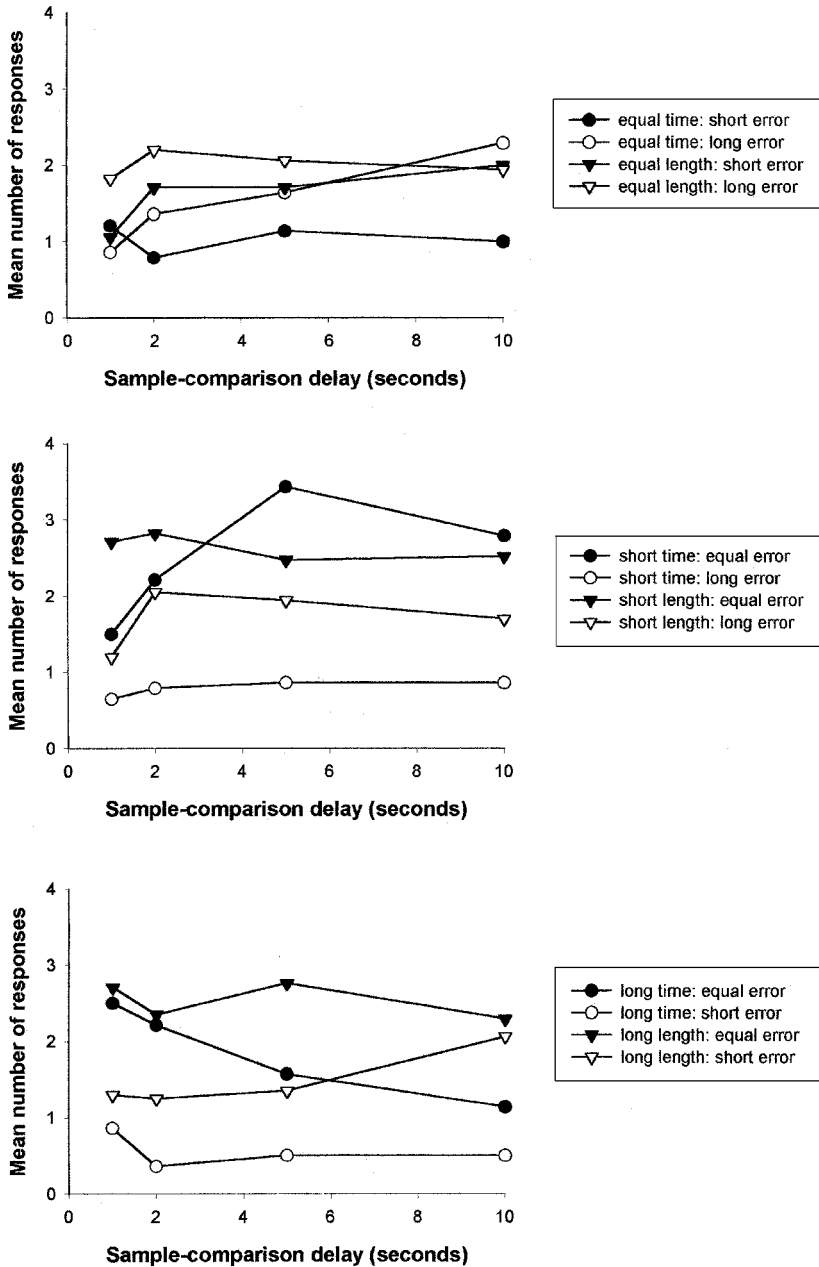 4
3
2
1
0
Mean number of responses
0 2 4 6 8 10
Sample-comparison delay (seconds)
equal time: short error
equal time: long error
equal length: short error
equal length: long error
4
3
2
1
0
Mean number of responses
0 2 4 6 8 10
Sample-comparison delay (seconds)
short time: equal error
short time: long error
short length: equal error
short length: long error
4
3
2
1
0
Mean number of responses
0 2 4 6 8 10
Sample-comparison delay (seconds)
long time: equal error
long time: short error
long length: equal error
long length: short error